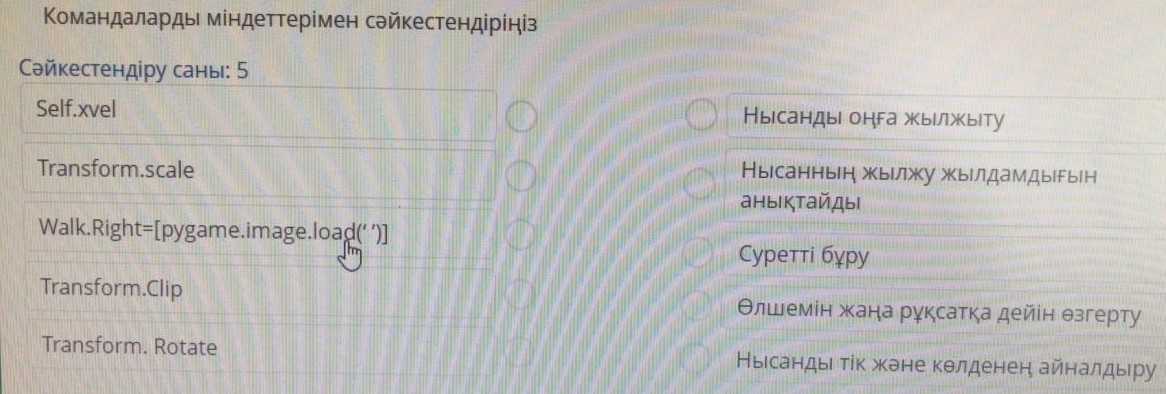 Командаларды міндеттерімен сәйкестендіріңіз
Сәйкестендіру саны: 5
Self.xvel
Transform.scale
Walk.Right=[pygame.image.load(‘ ’)]
Transform.Clip
Transform. Rotate
Нысанды оңға жылжыту
Нысанның жылжу жылдамдығын
анықтайды
Суретті бұру
Өлшемін жаңа рұқсатқа дейін өзгерту
Нысанды тік және көлденең айналдыру